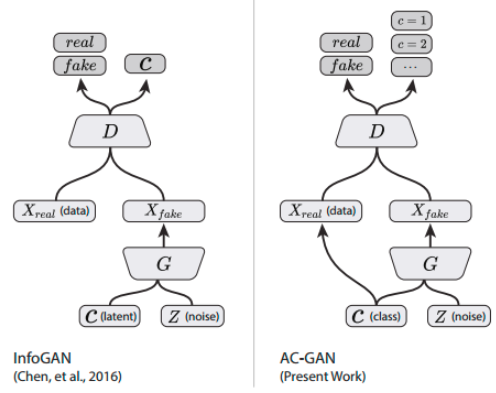 real
fake
C
D
X_real (data)
X_fake
G
C (latent)
Z (noise)
InfoGAN
(Chen, et al., 2016)
real
fake
c = 1
c = 2
...
D
X_real (data)
X_fake
G
C (class)
Z (noise)
AC-GAN
(Present Work)